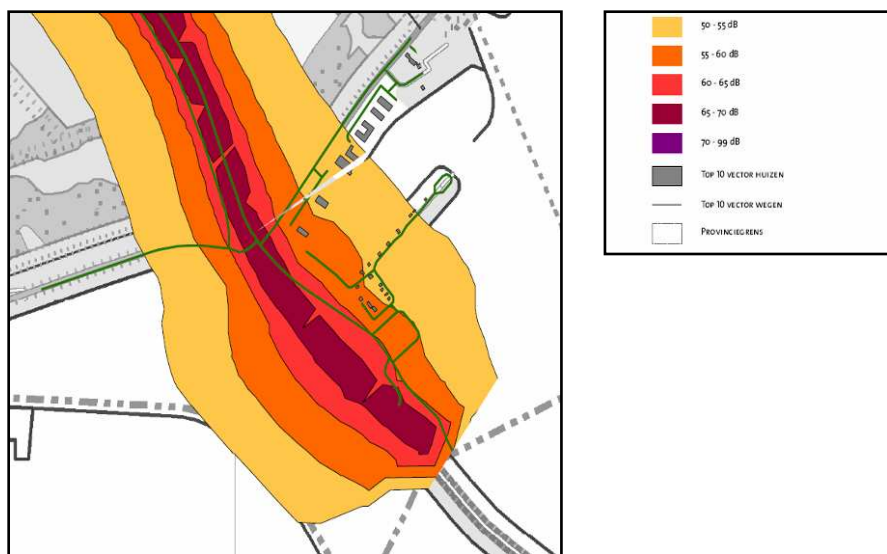 50 - 55 dB
55 - 60 dB
60 - 65 dB
65 - 70 dB
70 - 99 dB
TOP 10 VECTOR HUIZEN
TOP 10 VECTOR WEGEN
PROVINCIEGRENS